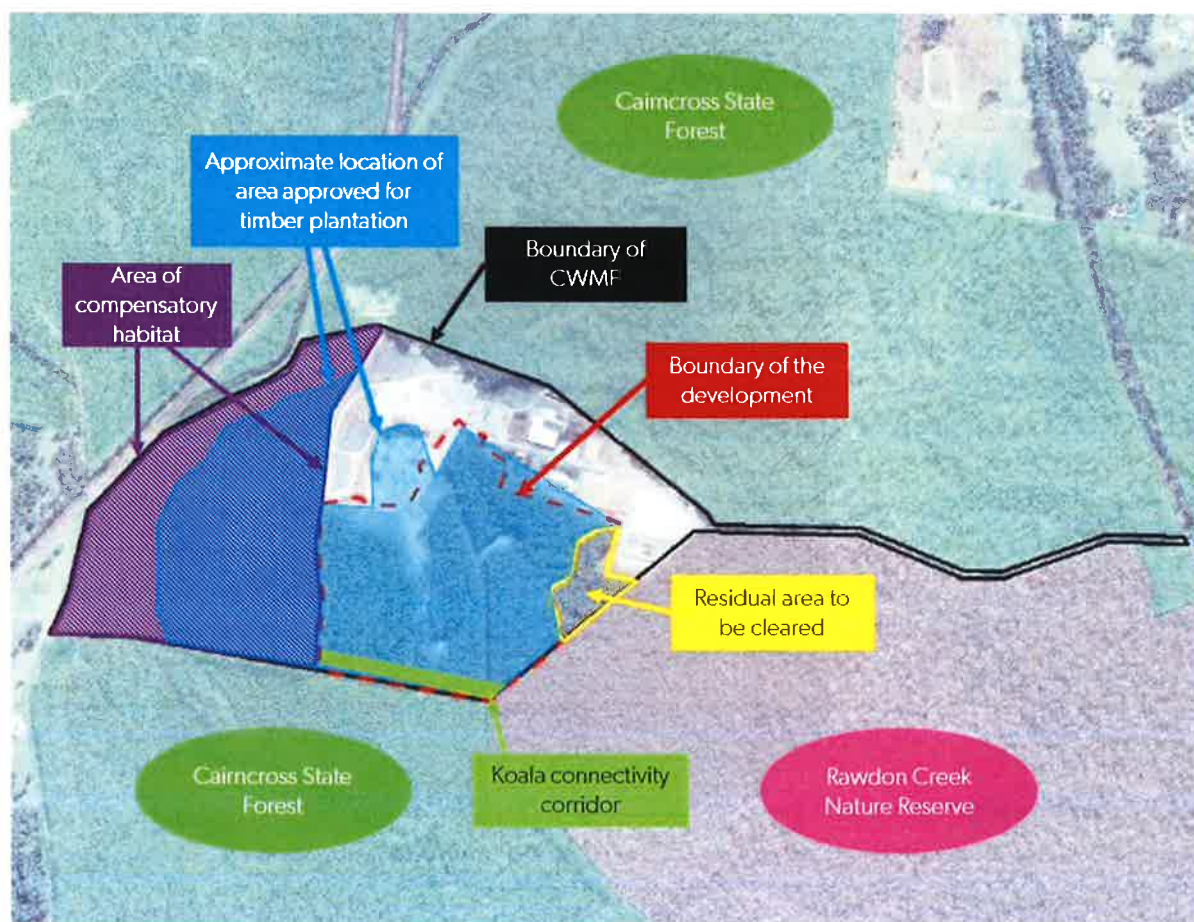 Cairncross State
Forest
Approximate location of
area approved for
timber plantation
Boundary of
CWMF
Area of
compensatory
habitat
Boundary of the
development
Residual area to
be cleared
Cairncross State
Forest
Koala connectivity
corridor
Rawdon Creek
Nature Reserve